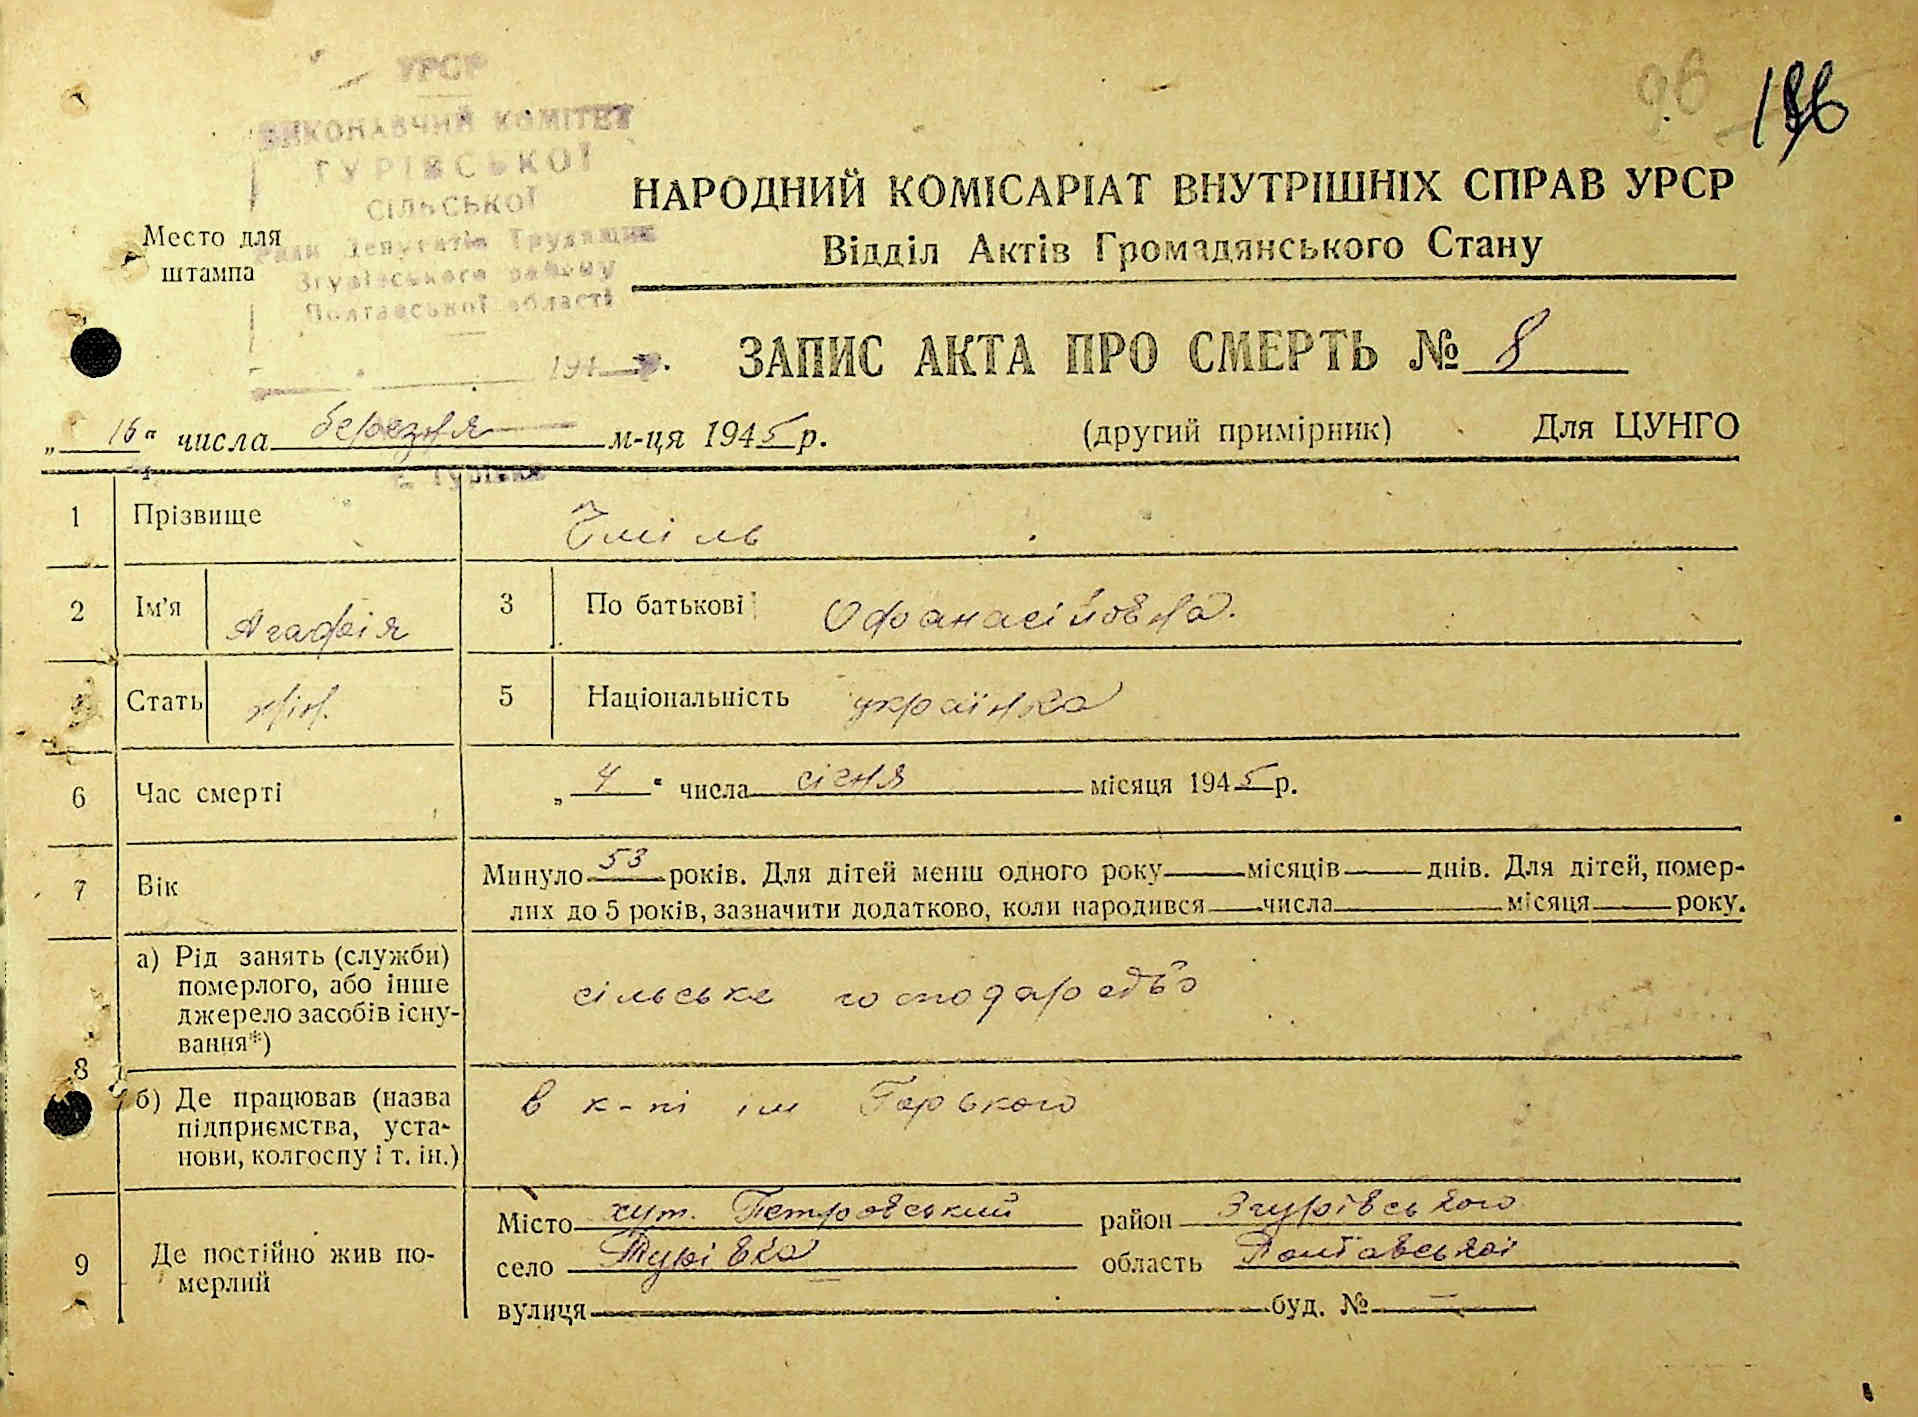 УРСР
ВИКОНАВЧИЙ КОМІТЕТ
ТУРІВСЬКОЇ
СІЛЬСЬКОЇ
Ради Депутатів Трудящих
Згурівського району
Полтавської області
194 р.
с. Турівка
96 186
Место для
штампа
НАРОДНИЙ КОМІСАРІАТ ВНУТРІШНІХ СПРАВ УРСР
Відділ Актів Громадянського Стану
ЗАПИС АКТА ПРО СМЕРТЬ № 8
„16“ числа березня м-ця 1945 р. (другий примірник) Для ЦУНГО
1 Прізвище Чміль
2 Ім'я Агафія 3 По батькові Офанасіївна.
Стать жін. 5 Національність українка
6 Час смерті „4“ числа січня місяця 1945 р.
7 Вік Минуло 53 років. Для дітей менш одного року місяців днів. Для дітей, помер-
лих до 5 років, зазначити додатково, коли народився числа місяця року.
8 а) Рід занять (служби)
померлого, або інше
джерело засобів існу-
вання*)
сільське господарство
б) Де працював (назва
підприємства, уста-
нови, колгоспу і т. ін.)
в к-пі ім Горького
9 Де постійно жив по-
мерлий
Місто хут. Петровський район Згурівського
село Турівка область Полтавської
вулиця буд. №